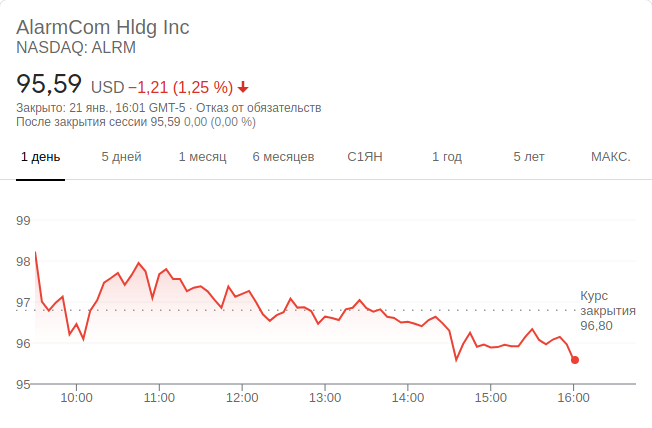 AlarmCom Hldg Inc
NASDAQ: ALRM
95,59 USD −1,21 (1,25 %)
Закрыто: 21 янв., 16:01 GMT-5 · Отказ от обязательств
После закрытия сессии 95,59 0,00 (0,00 %)
1 день 5 дней 1 месяц 6 месяцев С1ЯН 1 год 5 лет МАКС.
99
98
97
96
95
Курс
закрытия
96,80
10:00 11:00 12:00 13:00 14:00 15:00 16:00